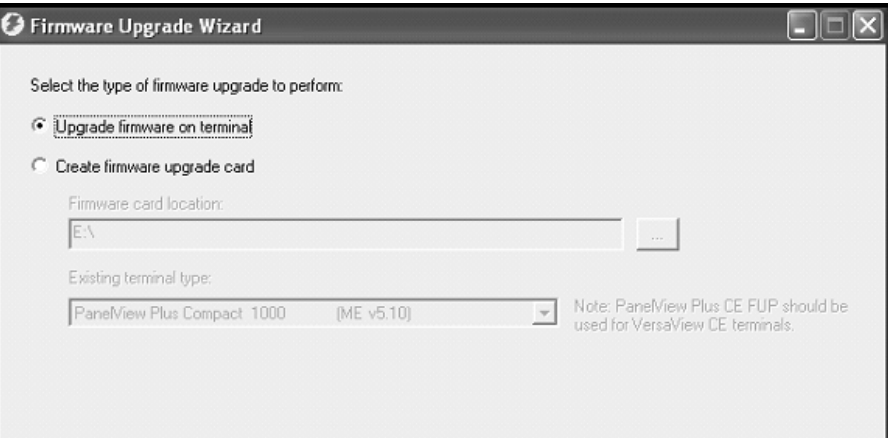 Firmware Upgrade Wizard
Select the type of firmware upgrade to perform:
Upgrade firmware on terminal
Create firmware upgrade card
Firmware card location:
E:\
...
Existing terminal type:
PanelView Plus Compact 1000 (ME v5.10)
Note: PanelView Plus CE FUP should be
used for VersaView CE terminals.